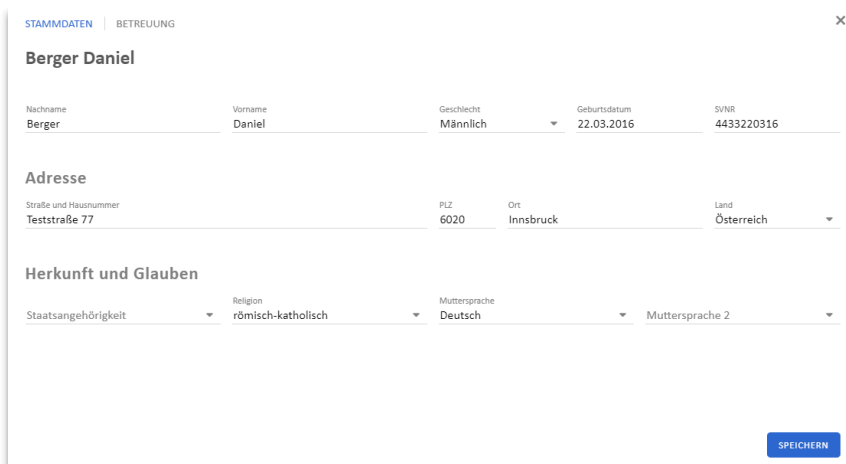 STAMMDATEN BETREUUNG ×
Berger Daniel
Nachname Vorname Geschlecht Geburtsdatum SVNR
Berger Daniel Männlich 22.03.2016 4433220316
Adresse
Straße und Hausnummer PLZ Ort Land
Teststraße 77 6020 Innsbruck Österreich
Herkunft und Glauben
Religion Muttersprache
Staatsangehörigkeit römisch-katholisch Deutsch Muttersprache 2
SPEICHERN